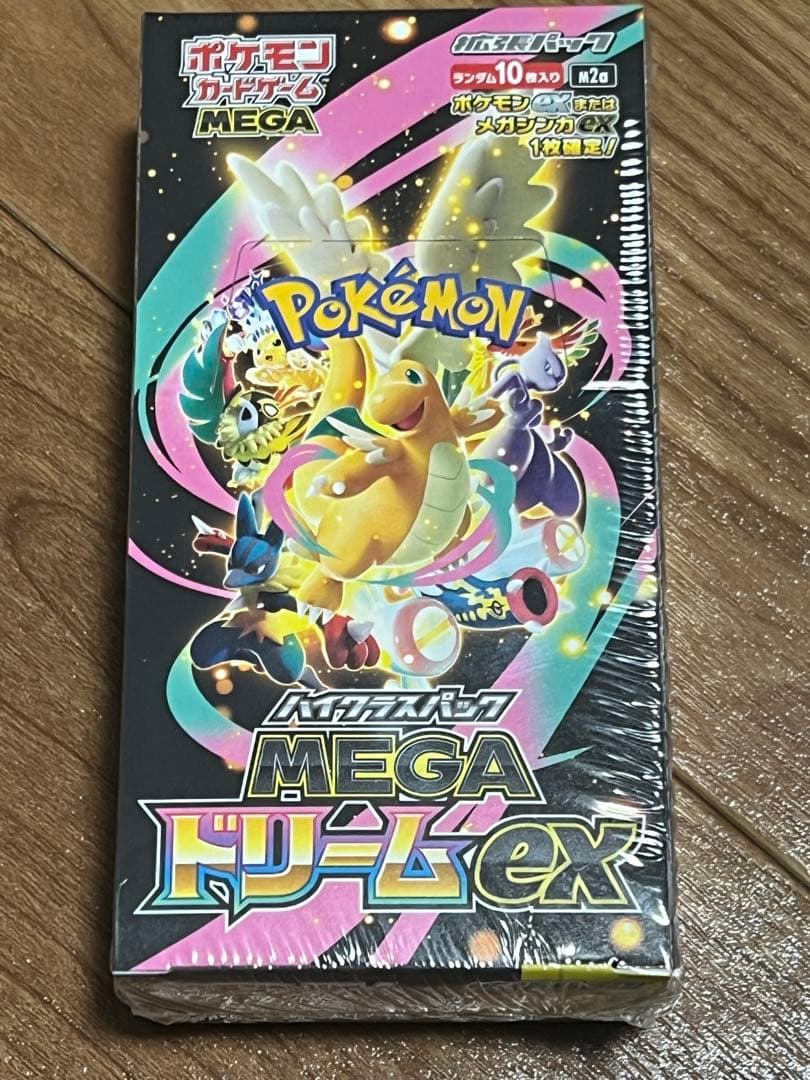 ポケモン
カードゲーム
MEGA
拡張パック
ランダム10枚入り M2a
ポケモンexまたは
メガシンカex
1枚確定!
POKéMON
ハイクラスパック
MEGA
ドリームex